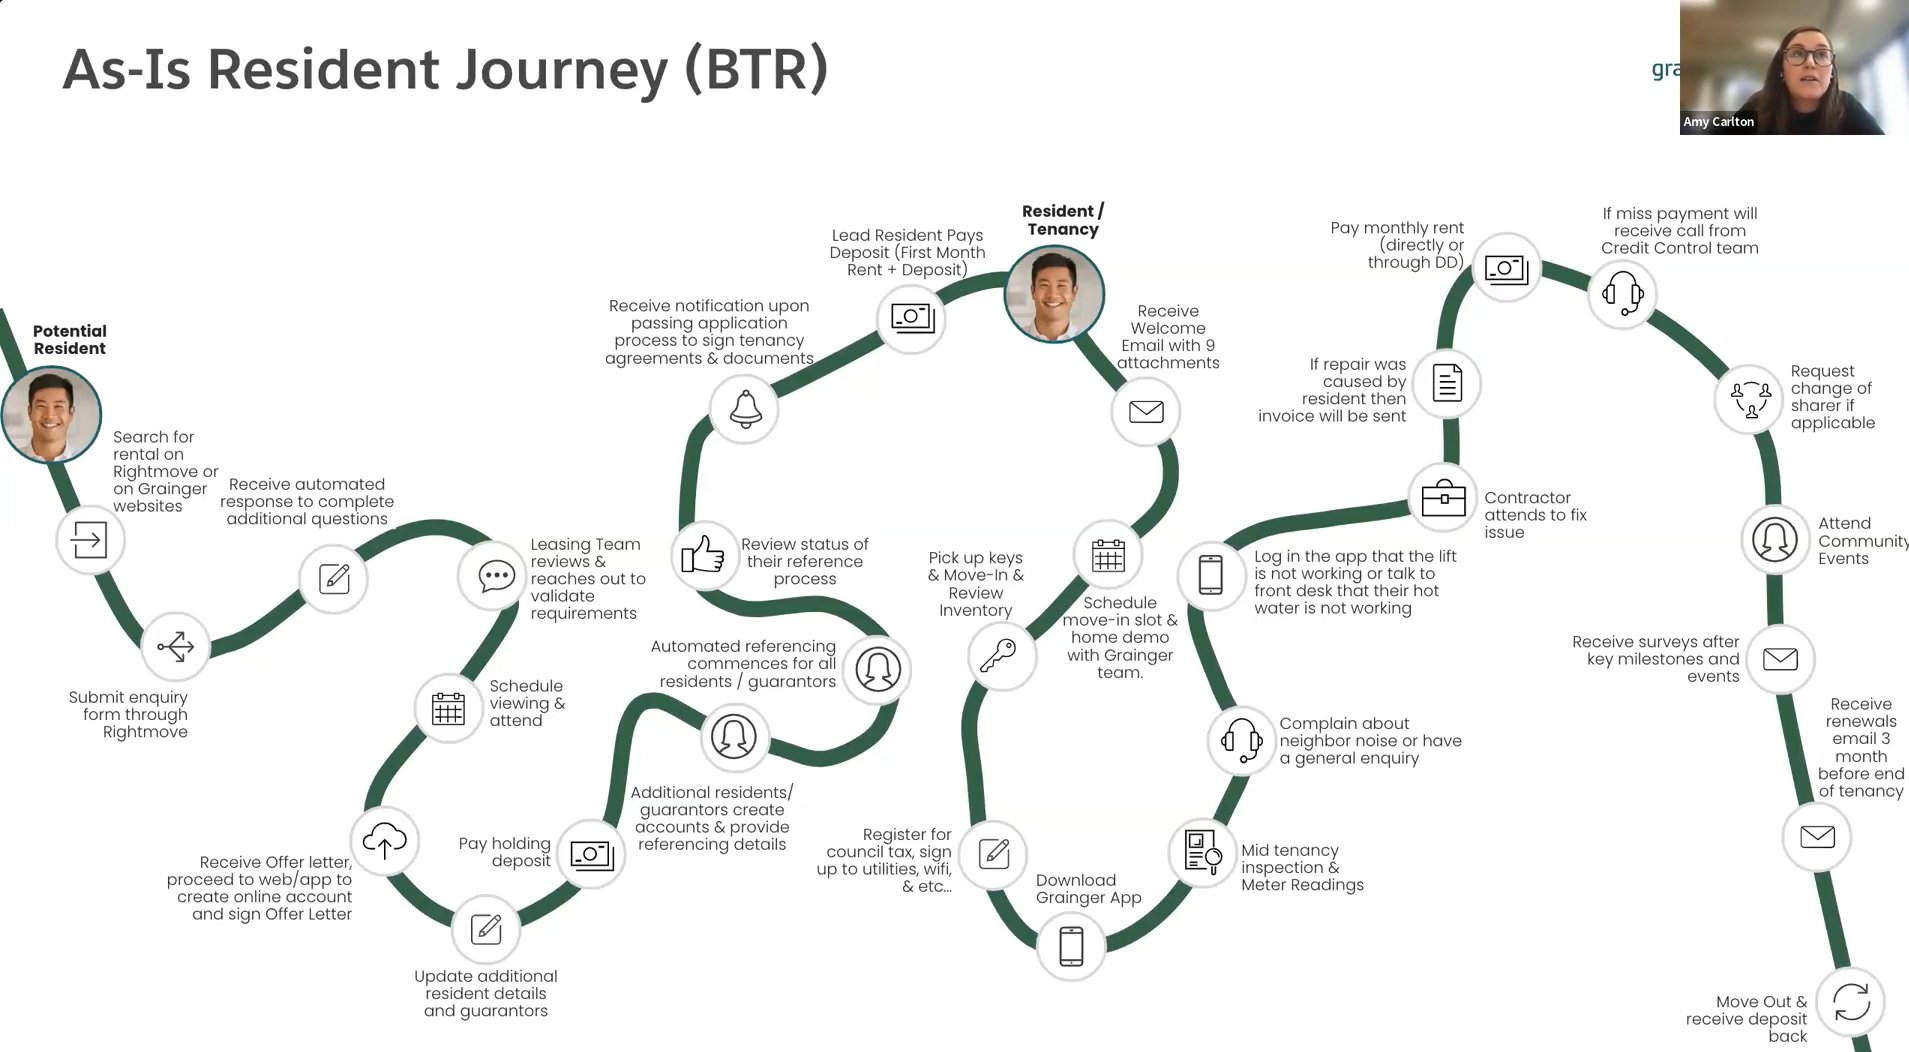 As-Is Resident Journey (BTR)
gra
Amy Carlton
Potential
Resident
Search for
rental on
Rightmove or
on Grainger
websites
Submit enquiry
form through
Rightmove
Receive automated
response to complete
additional questions
Leasing Team
reviews &
reaches out to
validate
requirements
Schedule
viewing &
attend
Receive Offer letter,
proceed to web/app to
create online account
and sign Offer Letter
Update additional
resident details
and guarantors
Pay holding
deposit
Additional residents/
guarantors create
accounts & provide
referencing details
Automated referencing
commences for all
residents / guarantors
Review status of
their reference
process
Receive notification upon
passing application
process to sign tenancy
agreements & documents
Lead Resident Pays
Deposit (First Month
Rent + Deposit)
Resident /
Tenancy
Receive
Welcome
Email with 9
attachments
Schedule
move-in slot &
home demo
with Grainger
team.
Pick up keys
& Move-In &
Review
Inventory
Register for
council tax, sign
up to utilities, wifi,
& etc...
Download
Grainger App
Mid tenancy
inspection &
Meter Readings
Complain about
neighbor noise or have
a general enquiry
Log in the app that the lift
is not working or talk to
front desk that their hot
water is not working
Contractor
attends to fix
issue
If repair was
caused by
resident then
invoice will be sent
Pay monthly rent
(directly or
through DD)
If miss payment will
receive call from
Credit Control team
Request
change of
sharer if
applicable
Attend
Community
Events
Receive surveys after
key milestones and
events
Receive
renewals
email 3
month
before end
of tenancy
Move Out &
receive deposit
back